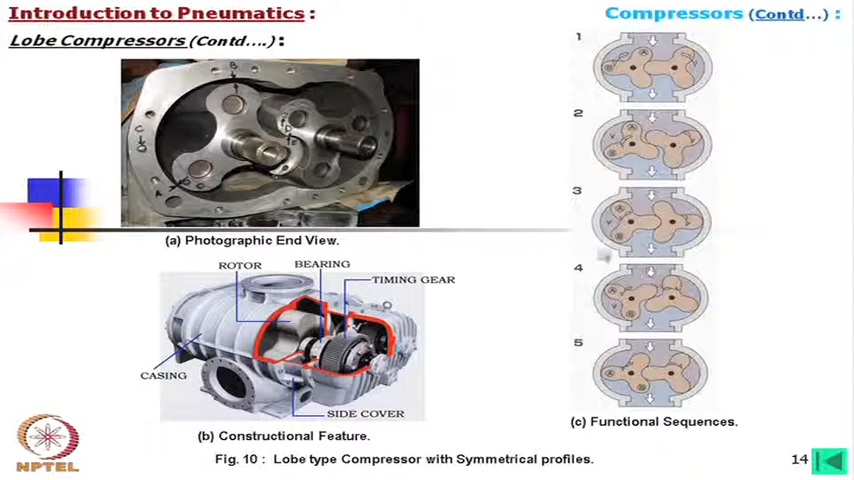 Introduction to Pneumatics :
Compressors (Contd...) :
Lobe Compressors (Contd....) :
B
C
A
D
(a) Photographic End View.
ROTOR
BEARING
TIMING GEAR
CASING
SIDE COVER
(b) Constructional Feature.
1
2
3
4
5
(c) Functional Sequences.
Fig. 10 : Lobe type Compressor with Symmetrical profiles.
NPTEL
14